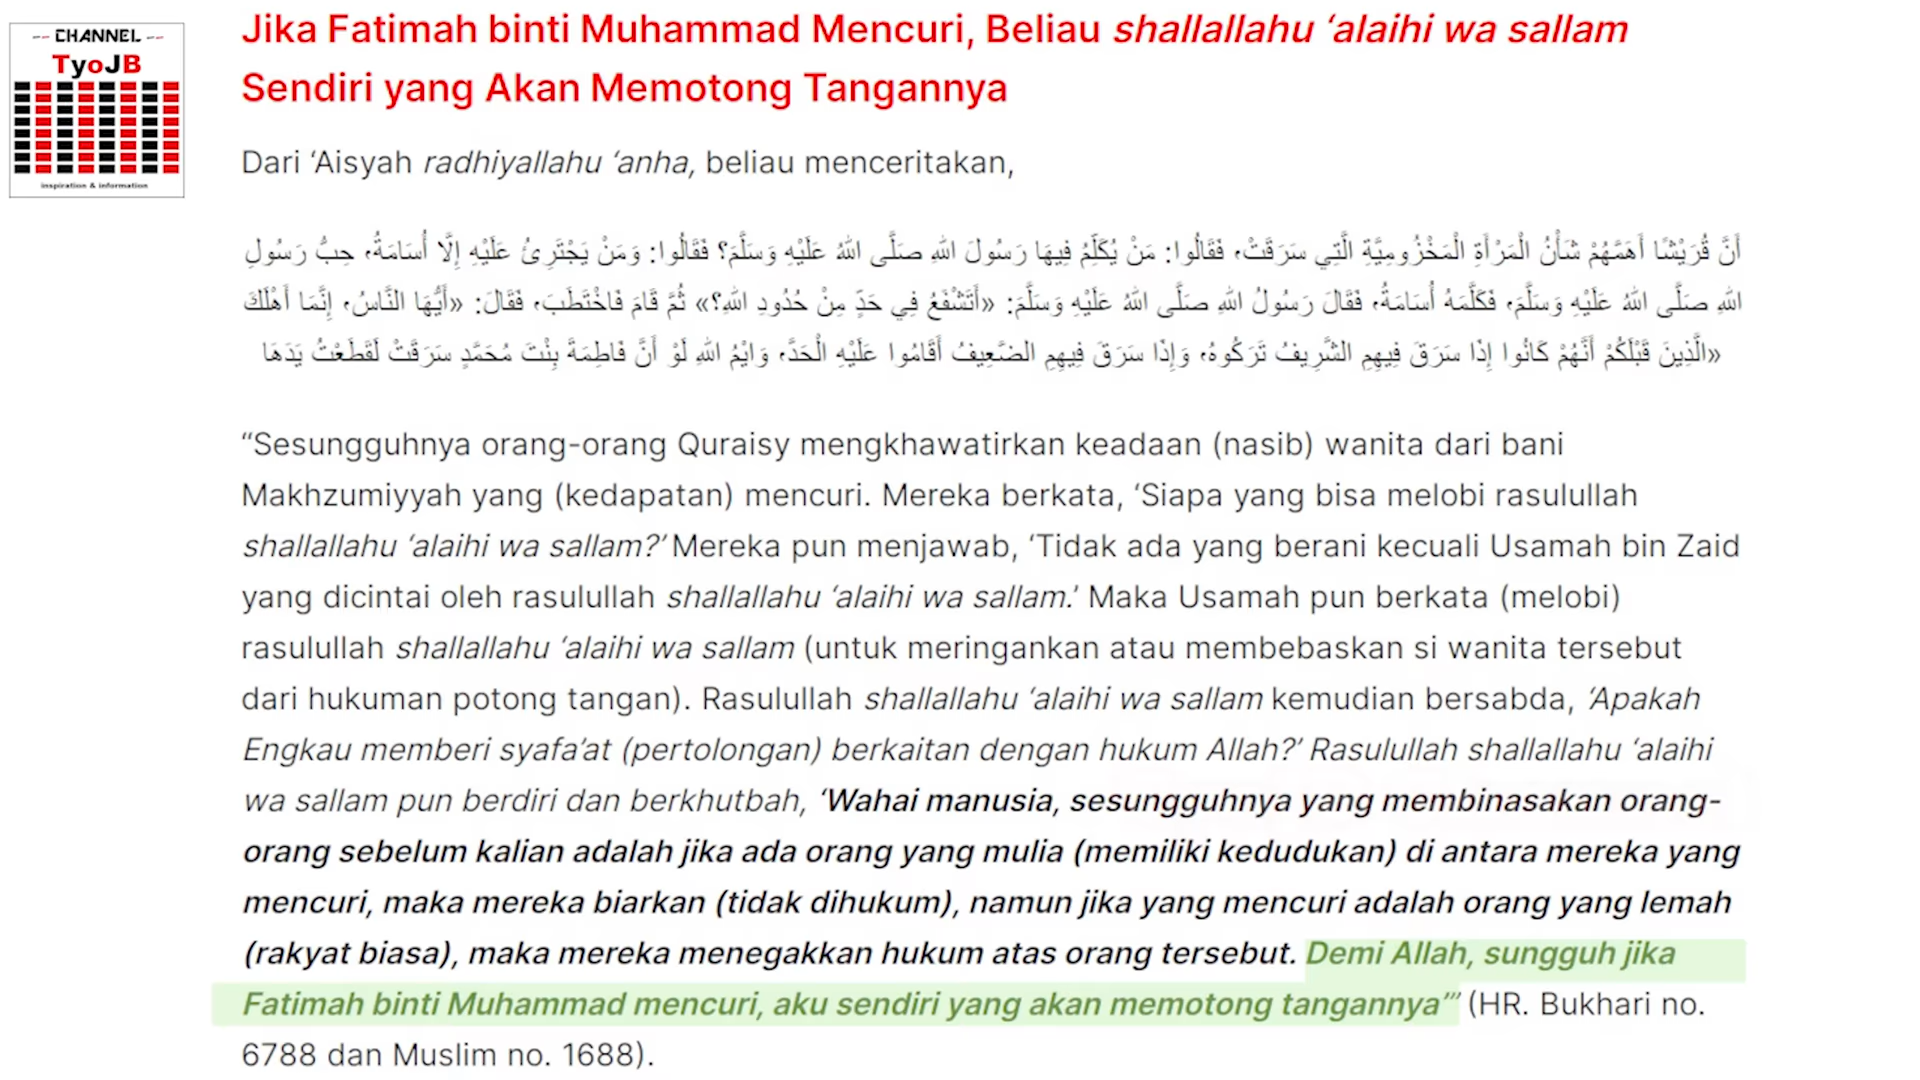 -- CHANNEL --
TyoJB
inspiration & information
Jika Fatimah binti Muhammad Mencuri, Beliau shallallahu ‘alaihi wa sallam
Sendiri yang Akan Memotong Tangannya
Dari ‘Aisyah radhiyallahu ‘anha, beliau menceritakan,
أَنَّ قُرَيْشًا أَهَمَّهُمْ شَأْنُ الْمَرْأَةِ الْمَخْزُومِيَّةِ الَّتِي سَرَقَتْ، فَقَالُوا: مَنْ يُكَلِّمُ فِيهَا رَسُولَ اللهِ صَلَّى اللهُ عَلَيْهِ وَسَلَّمَ؟ فَقَالُوا: وَمَنْ يَجْتَرِئُ عَلَيْهِ إِلَّا أُسَامَةُ، حِبُّ رَسُولِ
اللهِ صَلَّى اللهُ عَلَيْهِ وَسَلَّمَ، فَكَلَّمَهُ أُسَامَةُ، فَقَالَ رَسُولُ اللهِ صَلَّى اللهُ عَلَيْهِ وَسَلَّمَ: «أَتَشْفَعُ فِي حَدٍّ مِنْ حُدُودِ اللهِ؟» ثُمَّ قَامَ فَاخْتَطَبَ، فَقَالَ: «أَيُّهَا النَّاسُ، إِنَّمَا أَهْلَكَ
الَّذِينَ قَبْلَكُمْ أَنَّهُمْ كَانُوا إِذَا سَرَقَ فِيهِمِ الشَّرِيفُ تَرَكُوهُ، وَإِذَا سَرَقَ فِيهِمِ الضَّعِيفُ أَقَامُوا عَلَيْهِ الْحَدَّ، وَايْمُ اللهِ لَوْ أَنَّ فَاطِمَةَ بِنْتَ مُحَمَّدٍ سَرَقَتْ لَقَطَعْتُ يَدَهَا»
“Sesungguhnya orang-orang Quraisy mengkhawatirkan keadaan (nasib) wanita dari bani
Makhzumiyyah yang (kedapatan) mencuri. Mereka berkata, ‘Siapa yang bisa melobi rasulullah
shallallahu ‘alaihi wa sallam?’ Mereka pun menjawab, ‘Tidak ada yang berani kecuali Usamah bin Zaid
yang dicintai oleh rasulullah shallallahu ‘alaihi wa sallam.’ Maka Usamah pun berkata (melobi)
rasulullah shallallahu ‘alaihi wa sallam (untuk meringankan atau membebaskan si wanita tersebut
dari hukuman potong tangan). Rasulullah shallallahu ‘alaihi wa sallam kemudian bersabda, ‘Apakah
Engkau memberi syafa’at (pertolongan) berkaitan dengan hukum Allah?’ Rasulullah shallallahu ‘alaihi
wa sallam pun berdiri dan berkhutbah, ‘Wahai manusia, sesungguhnya yang membinasakan orang-
orang sebelum kalian adalah jika ada orang yang mulia (memiliki kedudukan) di antara mereka yang
mencuri, maka mereka biarkan (tidak dihukum), namun jika yang mencuri adalah orang yang lemah
(rakyat biasa), maka mereka menegakkan hukum atas orang tersebut. Demi Allah, sungguh jika
Fatimah binti Muhammad mencuri, aku sendiri yang akan memotong tangannya’” (HR. Bukhari no.
6788 dan Muslim no. 1688).